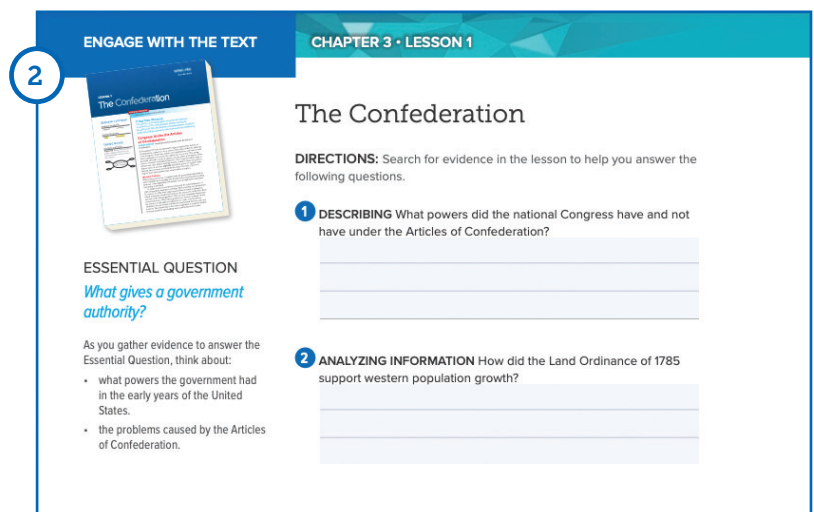 ENGAGE WITH THE TEXT
CHAPTER 3 • LESSON 1
2
The Confederation
The Confederation
DIRECTIONS: Search for evidence in the lesson to help you answer the
following questions.
1 DESCRIBING What powers did the national Congress have and not
have under the Articles of Confederation?
ESSENTIAL QUESTION
What gives a government
authority?
As you gather evidence to answer the
Essential Question, think about:
• what powers the government had
in the early years of the United
States.
• the problems caused by the Articles
of Confederation.
2 ANALYZING INFORMATION How did the Land Ordinance of 1785
support western population growth?